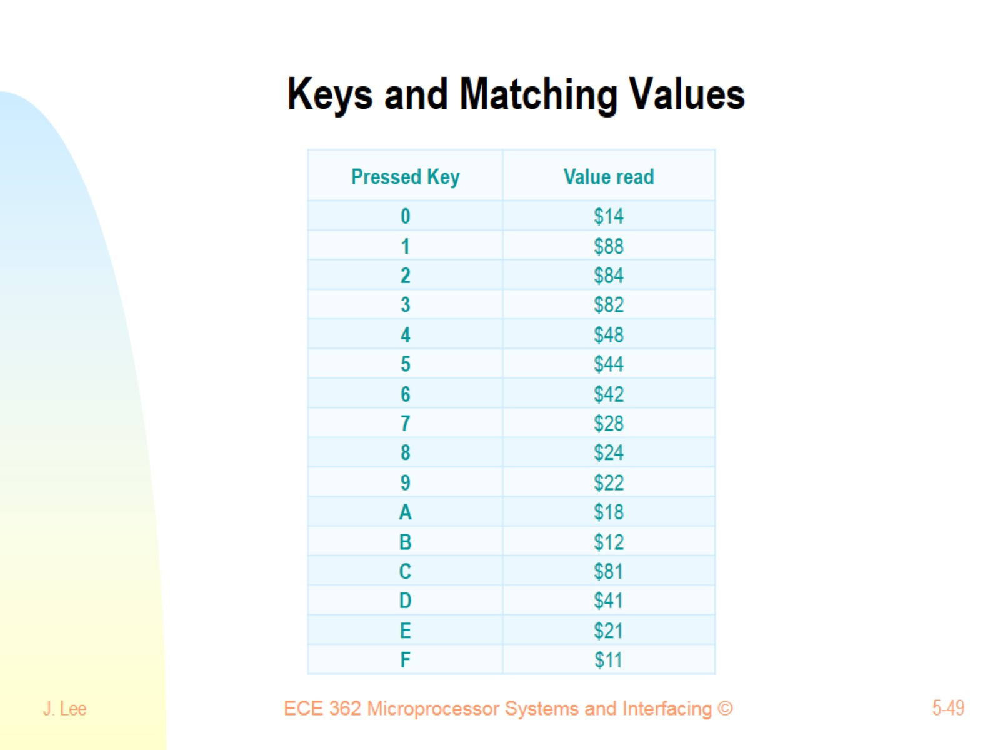 Keys and Matching Values
Pressed Key Value read
0 $14
1 $88
2 $84
3 $82
4 $48
5 $44
6 $42
7 $28
8 $24
9 $22
A $18
B $12
C $81
D $41
E $21
F $11
J. Lee ECE 362 Microprocessor Systems and Interfacing © 5-49